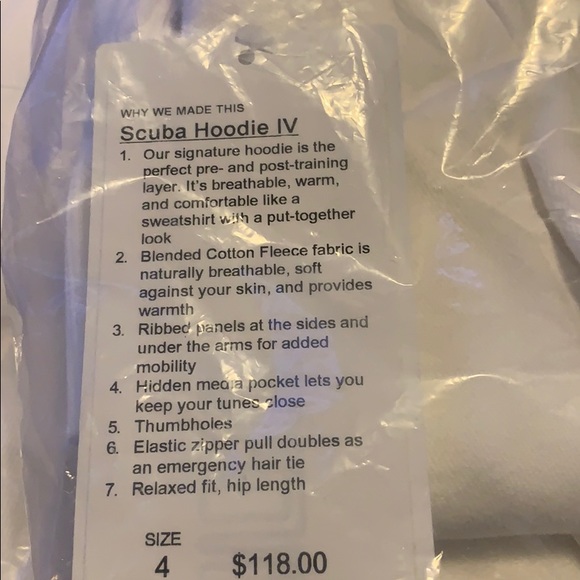 WHY WE MADE THIS
Scuba Hoodie IV
1. Our signature hoodie is the
perfect pre- and post-training
layer. It's breathable, warm,
and comfortable like a
sweatshirt with a put-together
look
2. Blended Cotton Fleece fabric is
naturally breathable, soft
against your skin, and provides
warmth
3. Ribbed panels at the sides and
under the arms for added
mobility
4. Hidden media pocket lets you
keep your tunes close
5. Thumbholes
6. Elastic zipper pull doubles as
an emergency hair tie
7. Relaxed fit, hip length
SIZE
4 $118.00